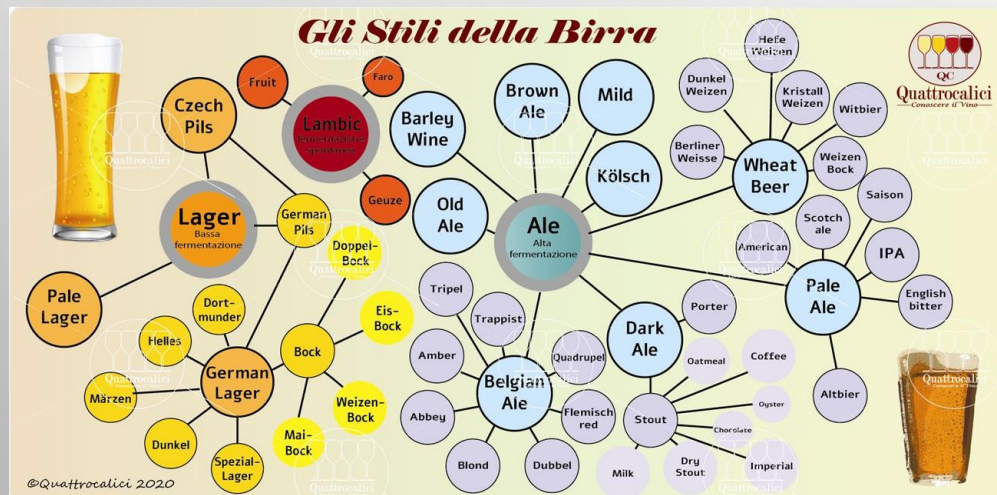 Gli Stili della Birra
QC
Quattrocalici
Conoscere il Vino
Czech
Pils
Fruit
Faro
Lambic
fermentazione
spontanea
Geuze
Lager
Bassa
fermentazione
German
Pils
Pale
Lager
Doppel-
Bock
Dort-
munder
Helles
Märzen
Dunkel
Spezial-
Lager
German
Lager
Bock
Eis-
Bock
Weizen-
Bock
Mai-
Bock
Ale
Alta
fermentazione
Barley
Wine
Old
Ale
Brown
Ale
Mild
Kölsch
Wheat
Beer
Hefe
Weizen
Dunkel
Weizen
Kristall
Weizen
Witbier
Berliner
Weisse
Weizen
Bock
Pale
Ale
Saison
Scotch
ale
American
IPA
English
bitter
Altbier
Dark
Ale
Porter
Stout
Oatmeal
Coffee
Oyster
Chocolate
Imperial
Dry
Stout
Milk
Belgian
Ale
Tripel
Trappist
Amber
Quadrupel
Abbey
Flemisch
red
Blond
Dubbel
Quattrocalici
Quattrocalici
Quattrocalici
©Quattrocalici 2020